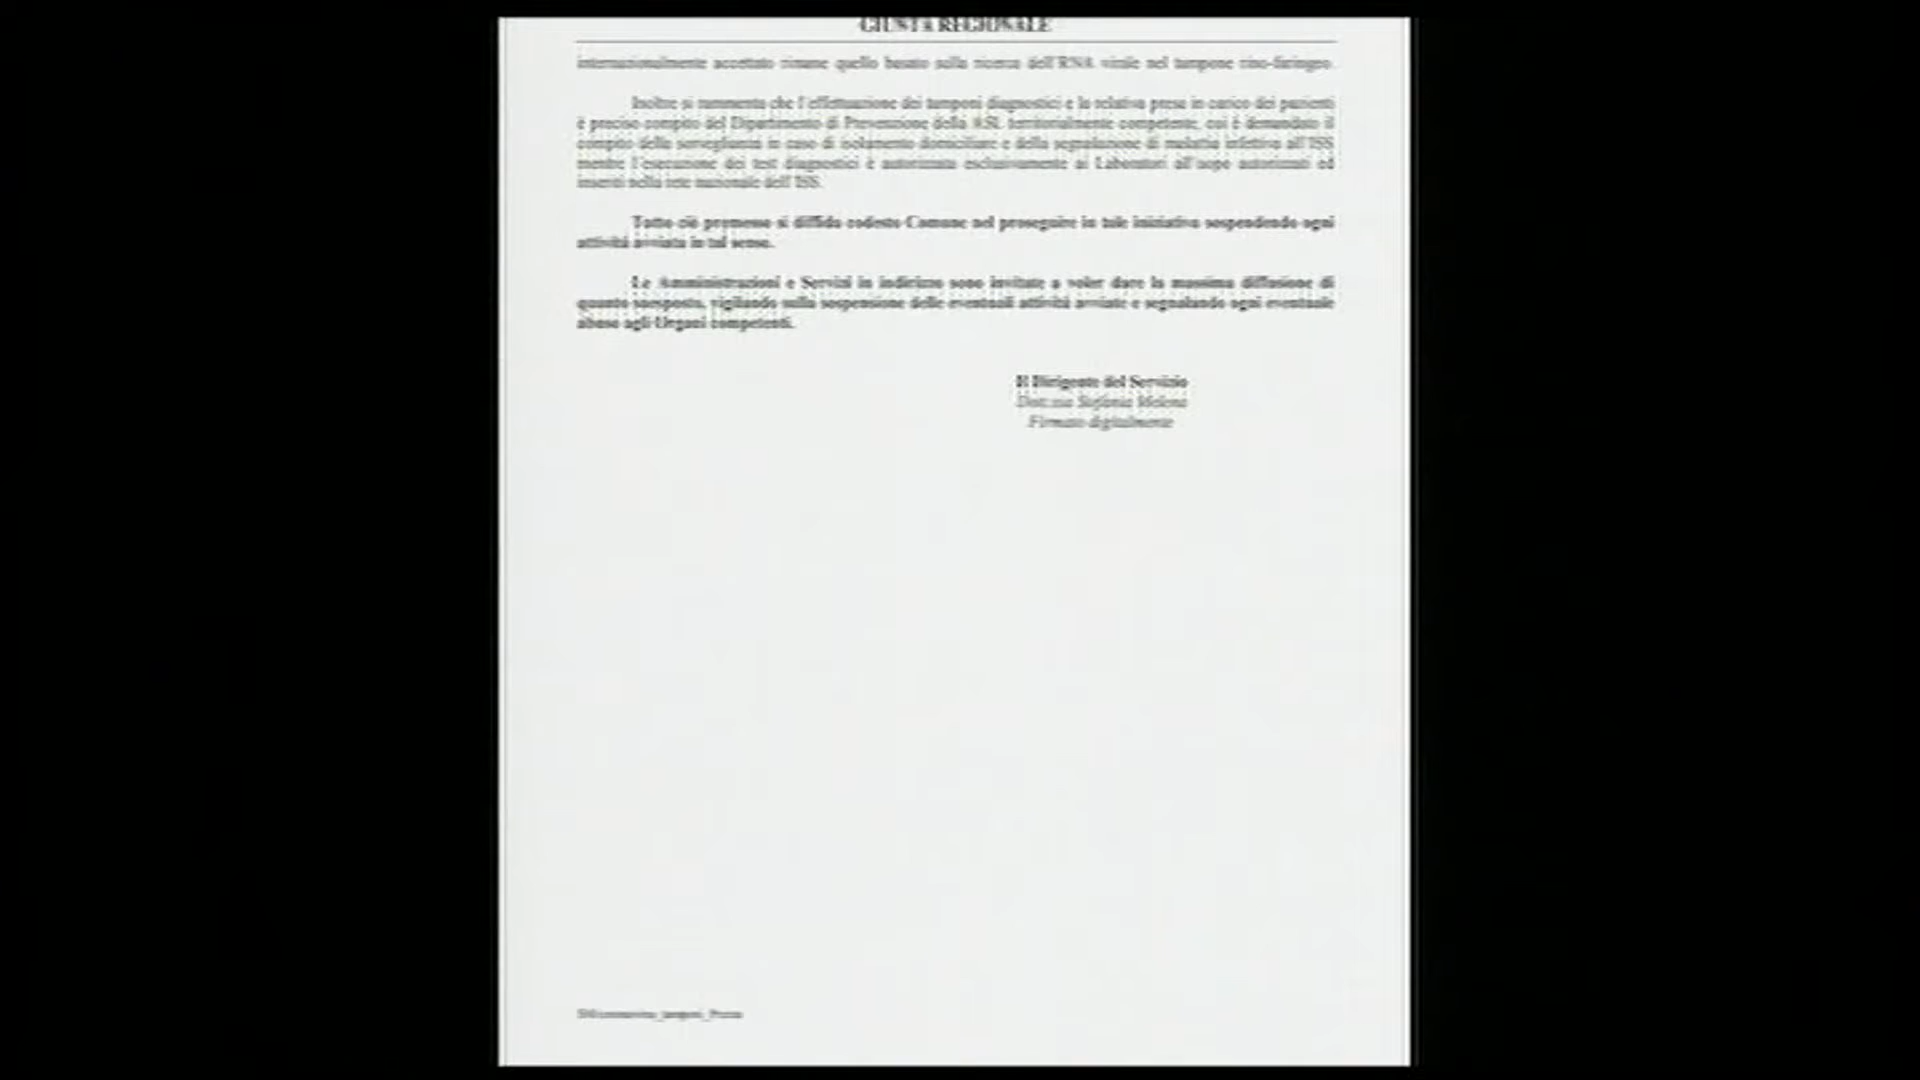 GIUNTA REGIONALE
internazionalmente accettato rimane quello basato sulla ricerca dell'RNA virale nel tampone rino-faringeo.
Inoltre si rammenta che l'effettuazione dei tamponi diagnostici e la relativa presa in carico dei pazienti
è preciso compito del Dipartimento di Prevenzione della ASL territorialmente competente, cui è demandato il
compito della sorveglianza in caso di isolamento domiciliare e della segnalazione di malattia infettiva all'ISS
mentre l'esecuzione dei test diagnostici è autorizzata esclusivamente ai Laboratori all'uopo autorizzati ed
inseriti nella rete nazionale dell'ISS.
Tutto ciò premesso si diffida codesto Comune nel proseguire in tale iniziativa sospendendo ogni
attività avviata in tal senso.
Le Amministrazioni e Servizi in indirizzo sono invitate a voler dare la massima diffusione di
quanto suesposto, vigilando sulla sospensione delle eventuali attività avviate e segnalando ogni eventuale
abuso agli Organi competenti.
Il Dirigente del Servizio
Dott.ssa Stefania Melena
Firmato digitalmente